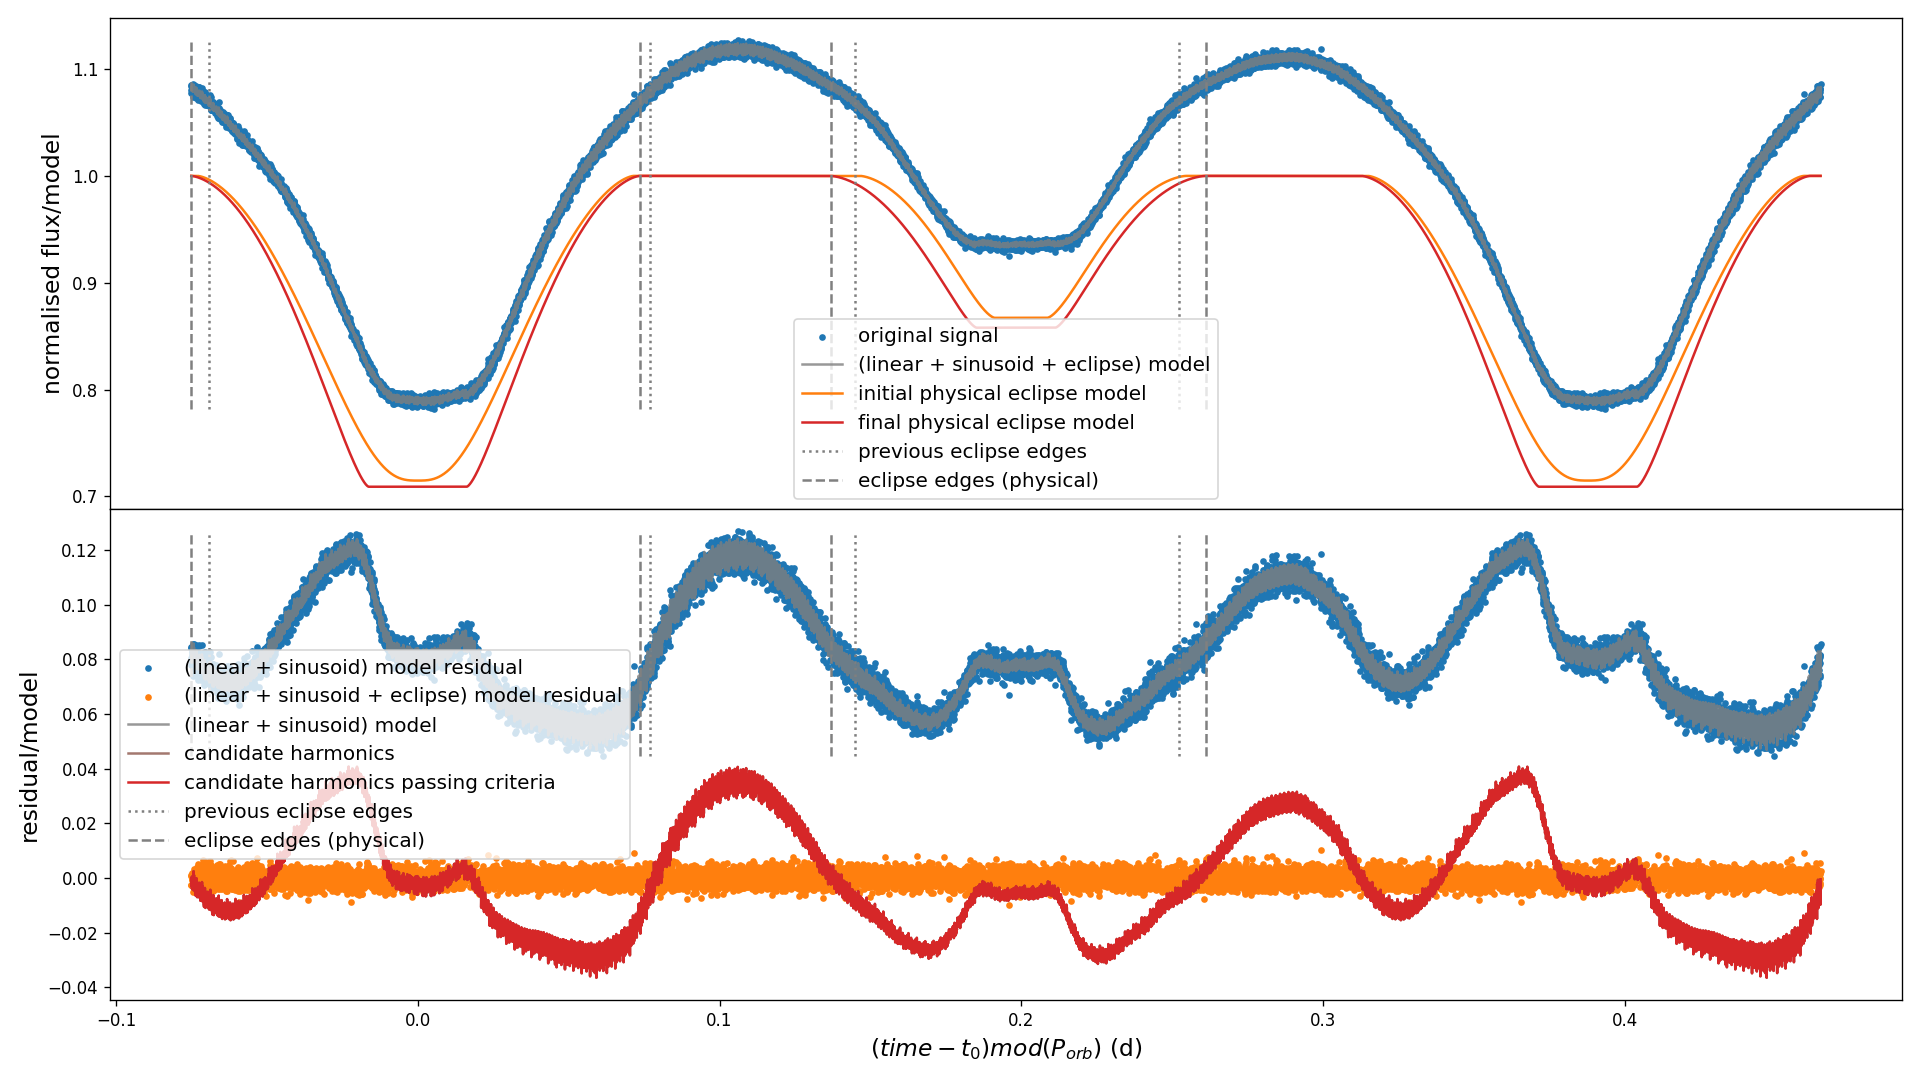 normalised flux/model
1.1
1.0
0.9
0.8
0.7
original signal
(linear + sinusoid + eclipse) model
initial physical eclipse model
final physical eclipse model
previous eclipse edges
eclipse edges (physical)
residual/model
0.12
0.10
0.08
0.06
0.04
0.02
0.00
−0.02
−0.04
(linear + sinusoid) model residual
(linear + sinusoid + eclipse) model residual
(linear + sinusoid) model
candidate harmonics
candidate harmonics passing criteria
previous eclipse edges
eclipse edges (physical)
−0.1 0.0 0.1 0.2 0.3 0.4
(time − t₀)mod(Pₒᵣb) (d)